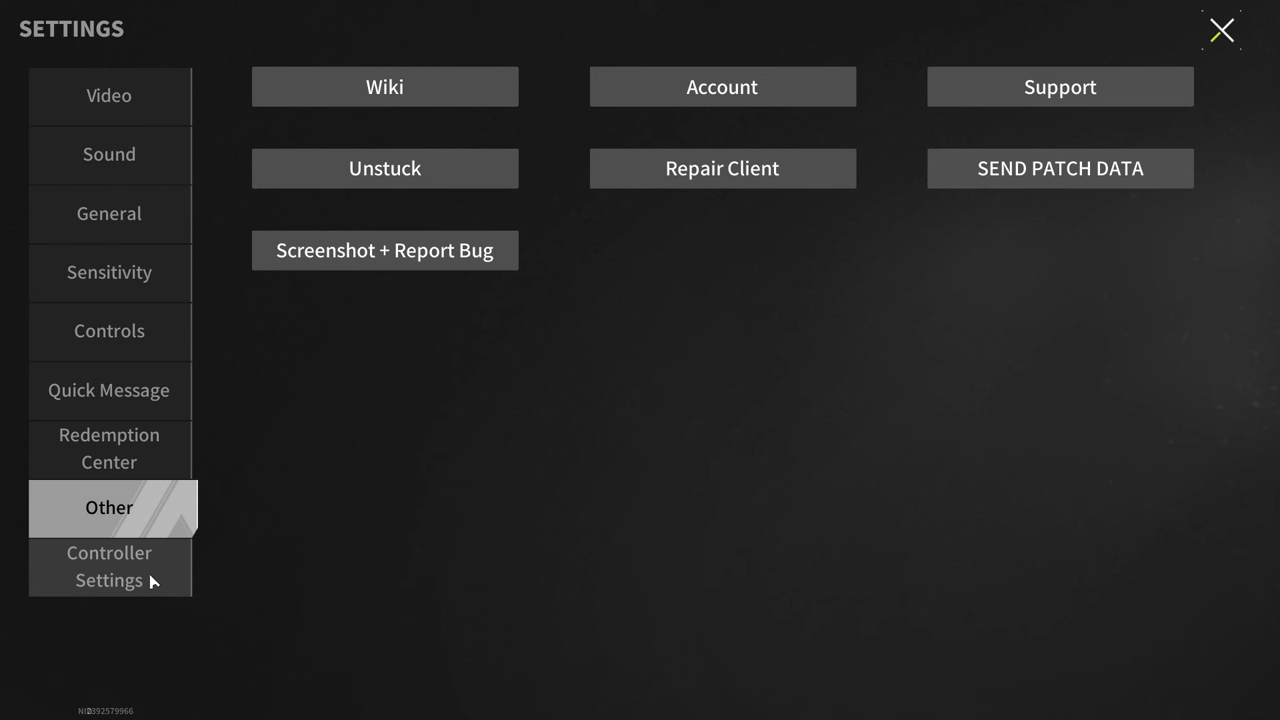 SETTINGS
Video
Sound
General
Sensitivity
Controls
Quick Message
Redemption
Center
Other
Controller
Settings
Wiki
Account
Support
Unstuck
Repair Client
SEND PATCH DATA
Screenshot + Report Bug